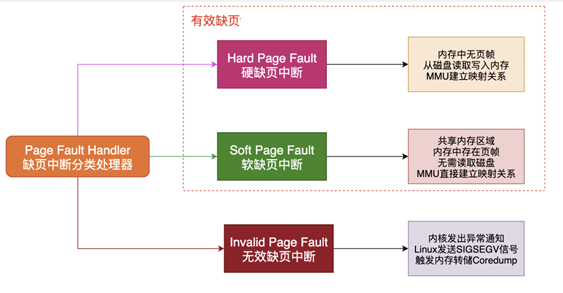 有效缺页
Hard Page Fault
硬缺页中断
内存中无页帧
从磁盘读取写入内存
MMU建立映射关系
Page Fault Handler
缺页中断分类处理器
Soft Page Fault
软缺页中断
共享内存区域
内存中存在页帧
无需读取磁盘
MMU直接建立映射关系
Invalid Page Fault
无效缺页中断
内核发出异常通知
Linux发送SIGSEGV信号
触发内存转储Coredump